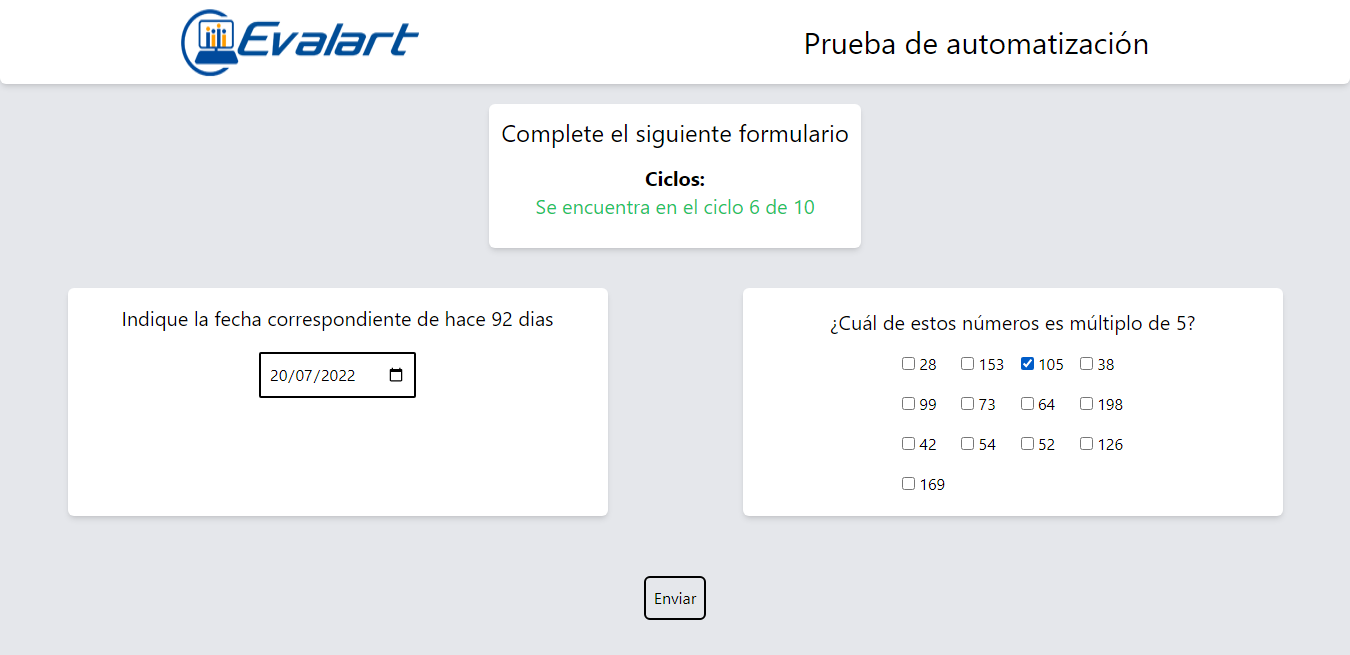 Evalart
Prueba de automatización
Complete el siguiente formulario
Ciclos:
Se encuentra en el ciclo 6 de 10
Indique la fecha correspondiente de hace 92 dias
20/07/2022
¿Cuál de estos números es múltiplo de 5?
28 153 105 38
99 73 64 198
42 54 52 126
169
Enviar